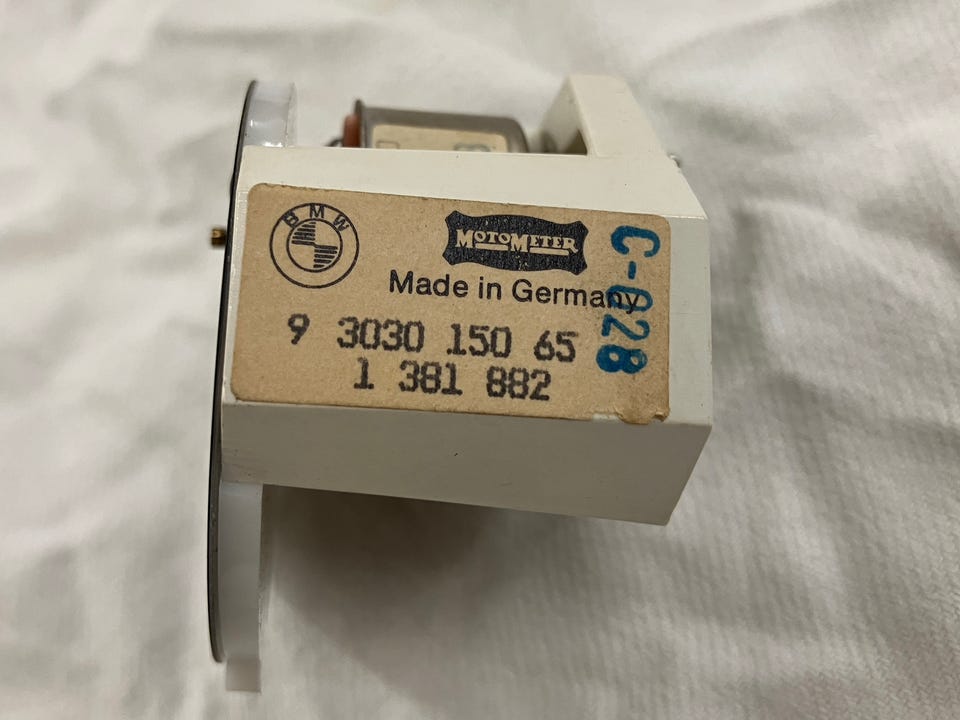 BMW
MOTOMETER
Made in Germany
9 3030 150 65
1 381 882
C-028